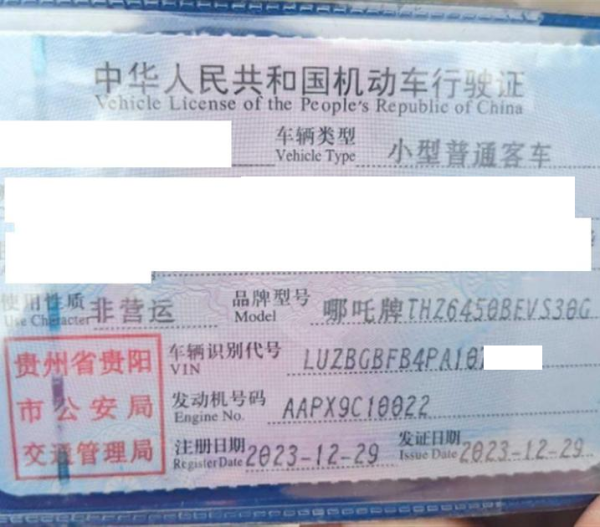 中华人民共和国机动车行驶证
Vehicle License of the People's Republic of China
车辆类型 小型普通客车
Vehicle Type
使用性质 非营运
Use Character
品牌型号 哪吒牌THZ6450BEVS30G
Model
贵州省贵阳
市公安局
交通管理局
车辆识别代号 LUZBGBFB4PA10
VIN
发动机号码 AAPX9C10022
Engine No.
注册日期 2023-12-29
Register Date
发证日期 2023-12-29
Issue Date